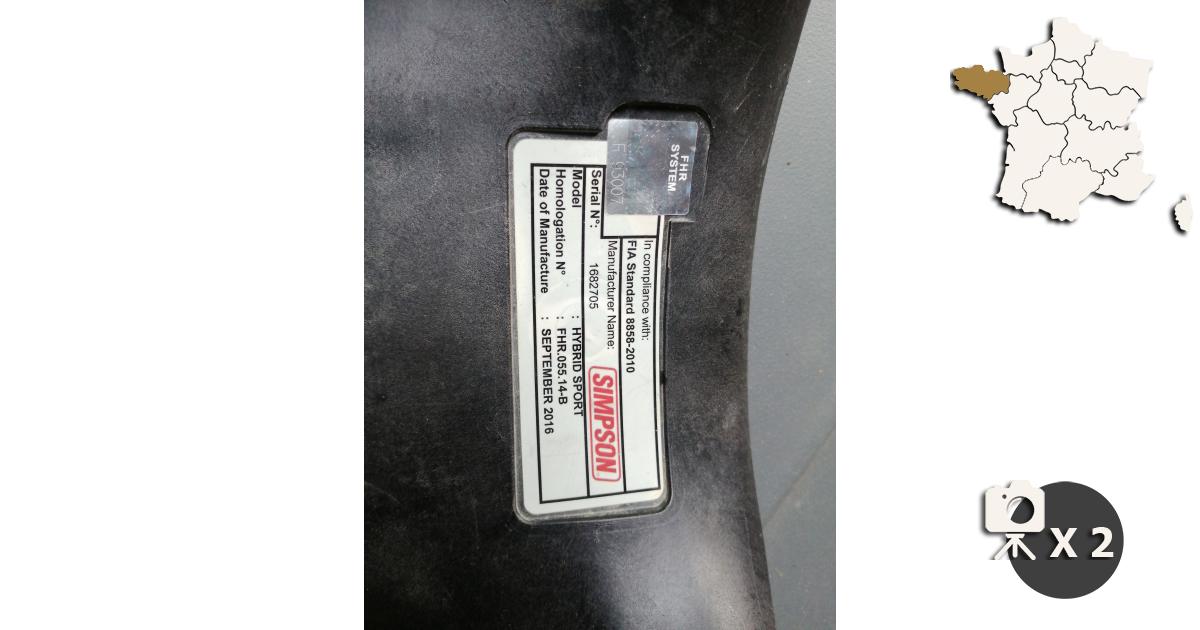 FHR
SYSTEM
In compliance with:
FIA Standard 8858-2010
Manufacturer Name: SIMPSON
Serial N°: 1682705
Model : HYBRID SPORT
Homologation N° : FHR.055.14-B
Date of Manufacture : SEPTEMBER 2016
X 2